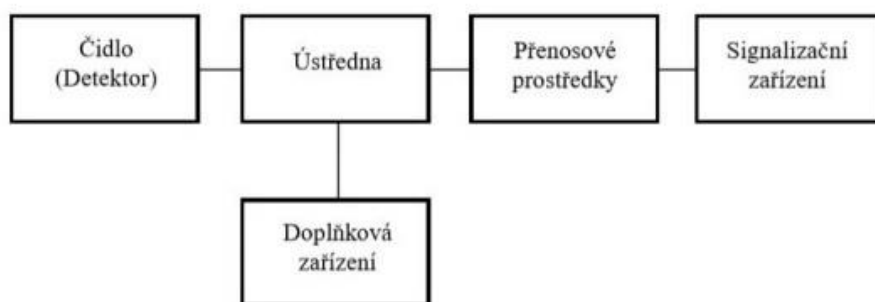 Čidlo
(Detektor)
Ústředna
Přenosové
prostředky
Signalizační
zařízení
Doplňková
zařízení